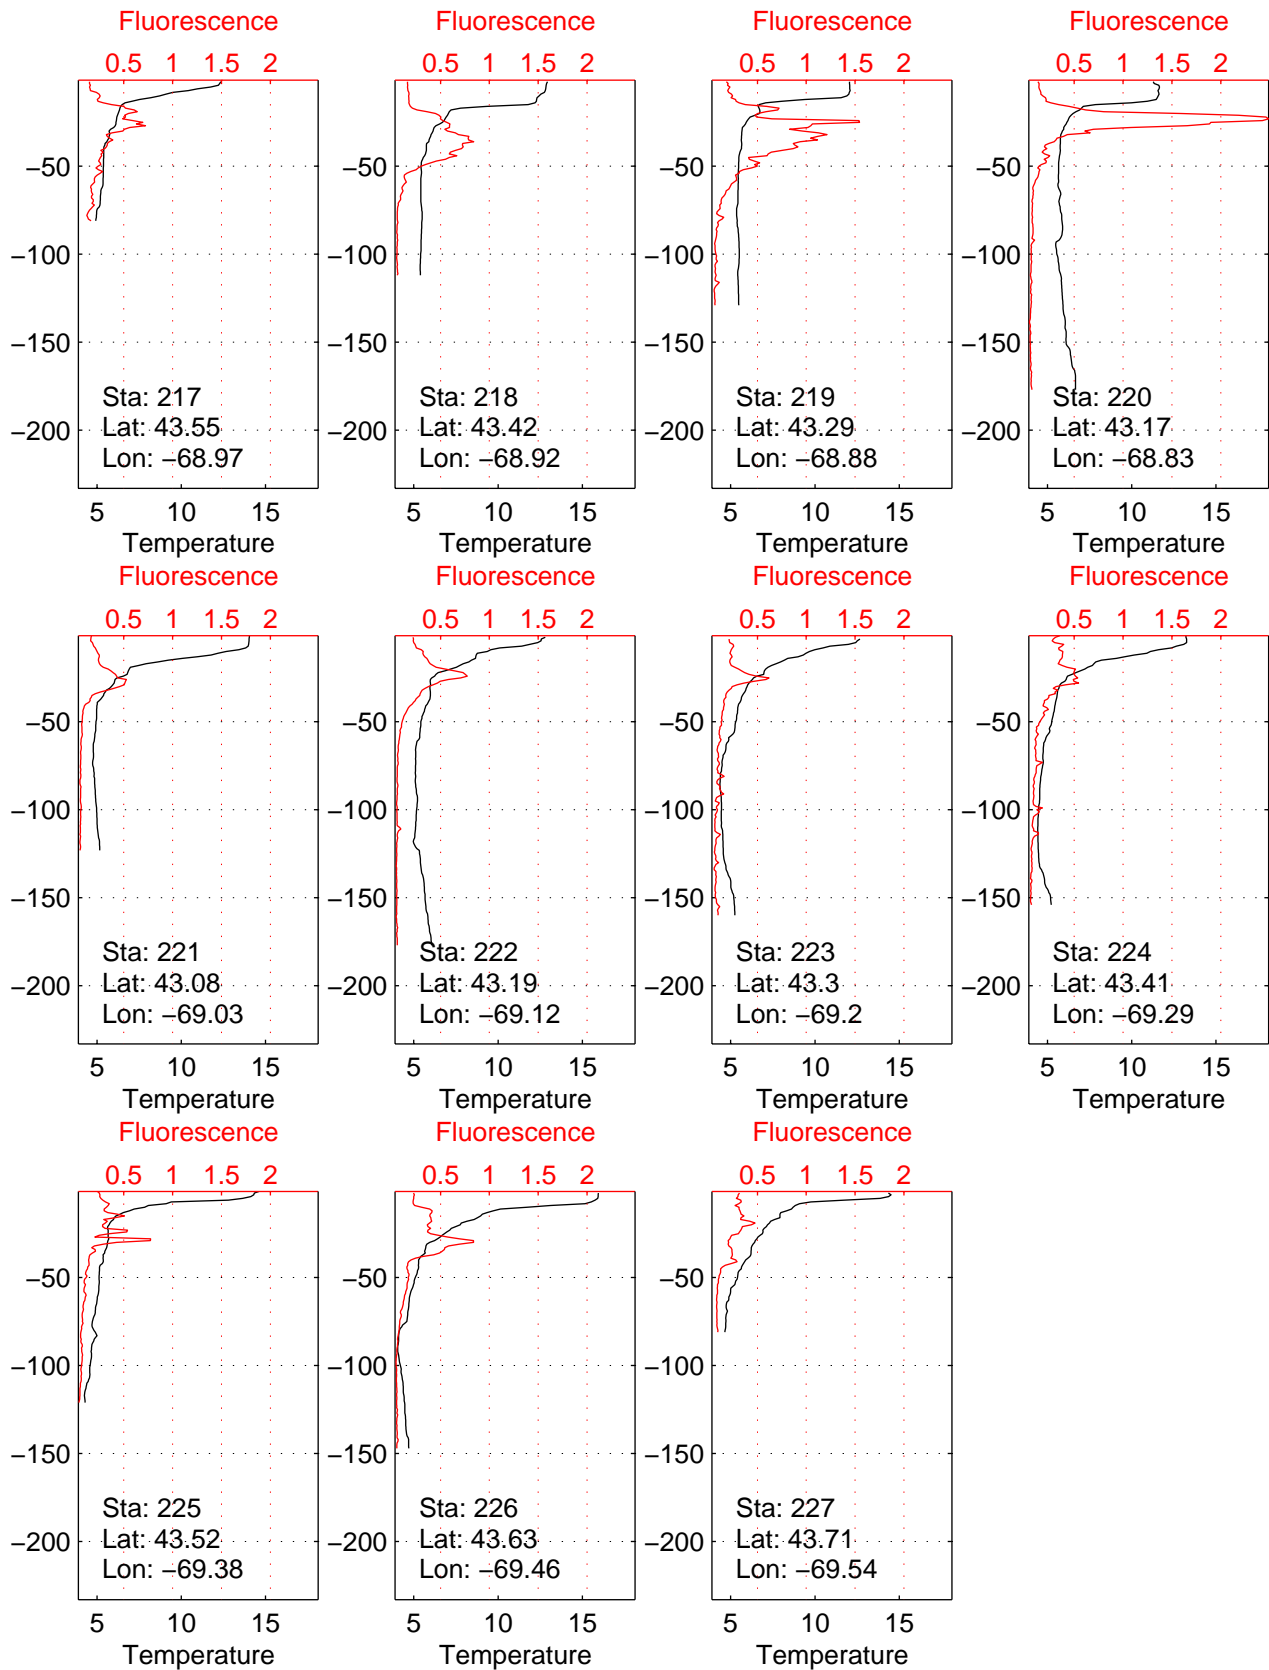 Fluorescence Fluorescence Fluorescence Fluorescence
0.5 1 1.5 2 0.5 1 1.5 2 0.5 1 1.5 2 0.5 1 1.5 2
−50 −50 −50 −50
−100 −100 −100 −100
−150 −150 −150 −150
Sta: 217 Sta: 218 Sta: 219 Sta: 220
−200 Lat: 43.55 −200 Lat: 43.42 −200 Lat: 43.29 −200 Lat: 43.17
Lon: −68.97 Lon: −68.92 Lon: −68.88 Lon: −68.83
5 10 15 5 10 15 5 10 15 5 10 15
Temperature Temperature Temperature Temperature
Fluorescence Fluorescence Fluorescence Fluorescence
0.5 1 1.5 2 0.5 1 1.5 2 0.5 1 1.5 2 0.5 1 1.5 2
−50 −50 −50 −50
−100 −100 −100 −100
−150 −150 −150 −150
Sta: 221 Sta: 222 Sta: 223 Sta: 224
−200 Lat: 43.08 −200 Lat: 43.19 −200 Lat: 43.3 −200 Lat: 43.41
Lon: −69.03 Lon: −69.12 Lon: −69.2 Lon: −69.29
5 10 15 5 10 15 5 10 15 5 10 15
Temperature Temperature Temperature Temperature
Fluorescence Fluorescence Fluorescence
0.5 1 1.5 2 0.5 1 1.5 2 0.5 1 1.5 2
−50 −50 −50
−100 −100 −100
−150 −150 −150
Sta: 225 Sta: 226 Sta: 227
−200 Lat: 43.52 −200 Lat: 43.63 −200 Lat: 43.71
Lon: −69.38 Lon: −69.46 Lon: −69.54
5 10 15 5 10 15 5 10 15
Temperature Temperature Temperature